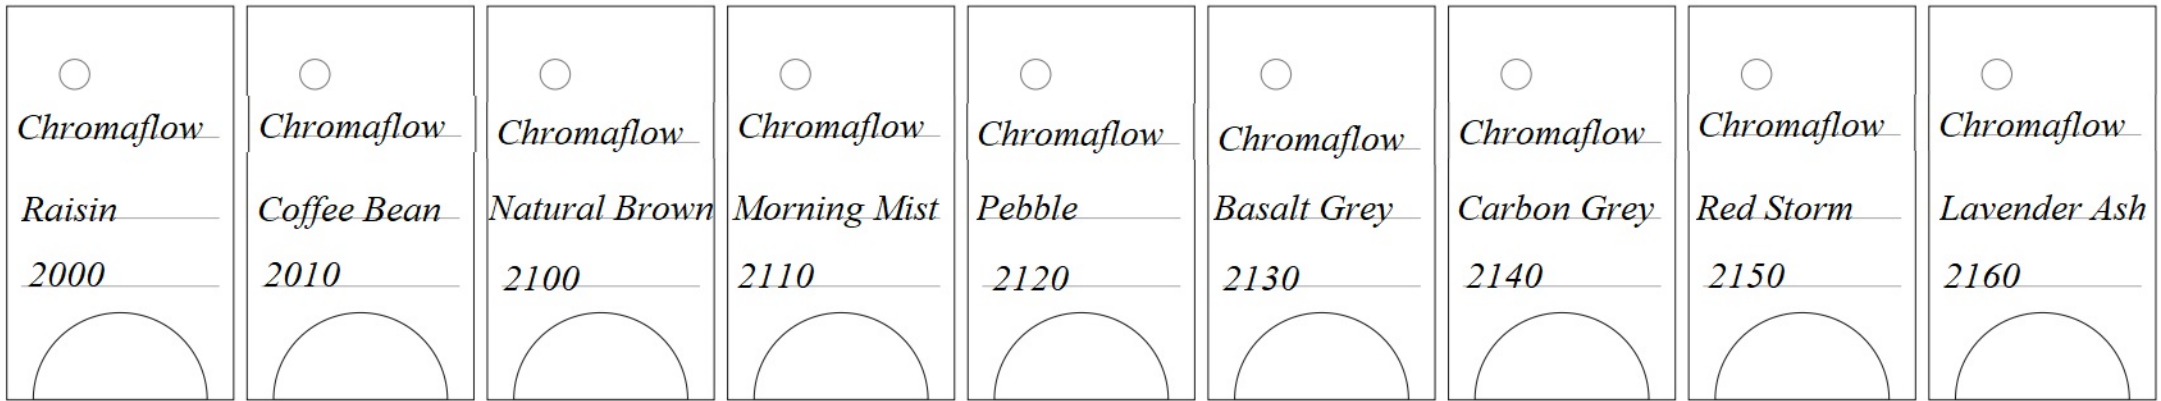 Chromaflow
Raisin
2000
Chromaflow
Coffee Bean
2010
Chromaflow
Natural Brown
2100
Chromaflow
Morning Mist
2110
Chromaflow
Pebble
2120
Chromaflow
Basalt Grey
2130
Chromaflow
Carbon Grey
2140
Chromaflow
Red Storm
2150
Chromaflow
Lavender Ash
2160